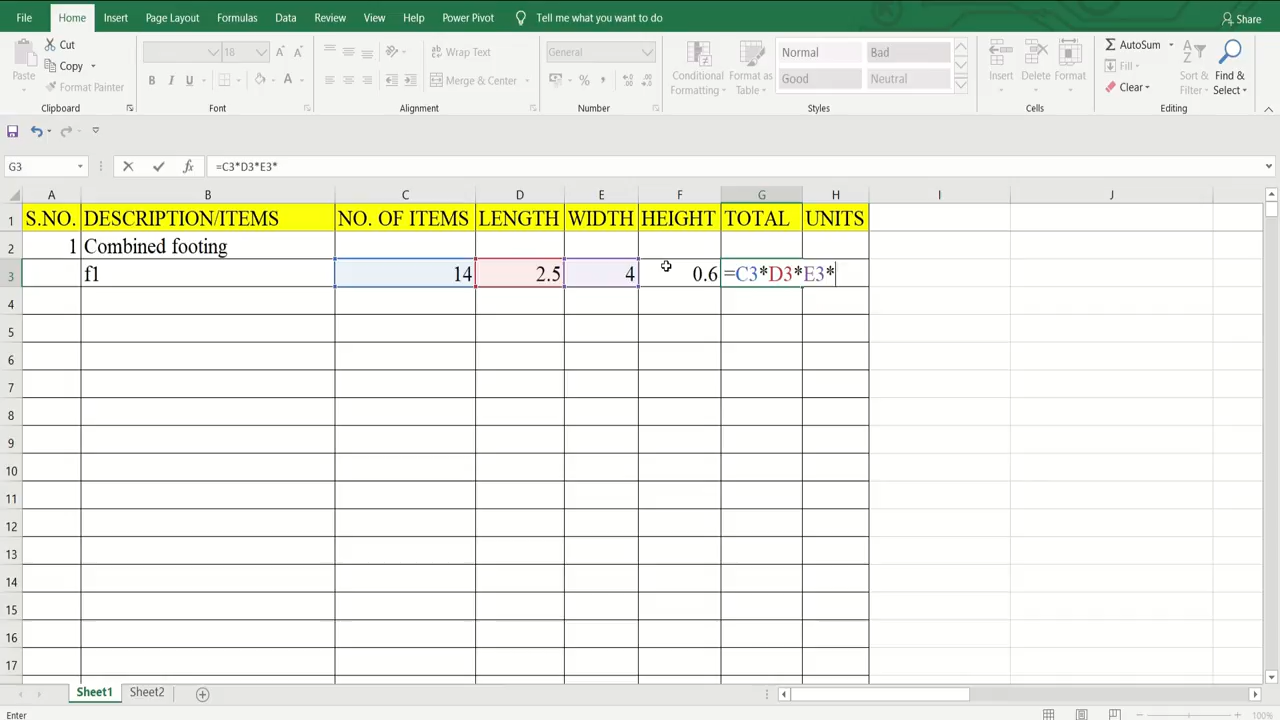 File Home Insert Page Layout Formulas Data Review View Help Power Pivot Tell me what you want to do Share
Cut
Copy
Format Painter
Paste
Clipboard
18
A A
B I U A
Font
Wrap Text
Merge & Center
Alignment
General
%
Number
Conditional
Formatting
Format as
Table
Normal Bad
Good Neutral
Styles
Insert Delete Format
Cells
AutoSum
Fill
Clear
Sort &
Filter
Find &
Select
Editing
G3 fx =C3*D3*E3*
A B C D E F G H I J
1 S.NO. DESCRIPTION/ITEMS NO. OF ITEMS LENGTH WIDTH HEIGHT TOTAL UNITS
2 1 Combined footing
3 f1 14 2.5 4 0.6 =C3*D3*E3*
4
5
6
7
8
9
10
11
12
13
14
15
16
17
Sheet1 Sheet2
Enter 100%